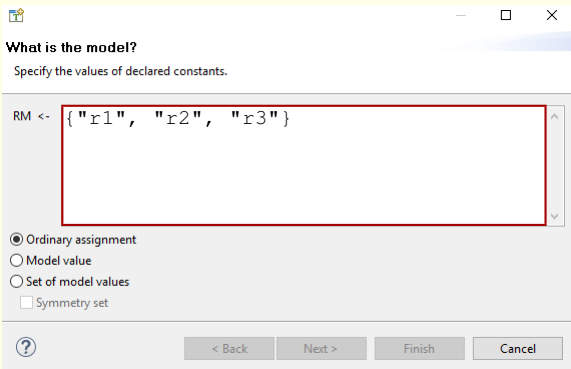 What is the model?
Specify the values of declared constants.
RM <- {"r1", "r2", "r3"}
Ordinary assignment
Model value
Set of model values
Symmetry set
? < Back Next > Finish Cancel